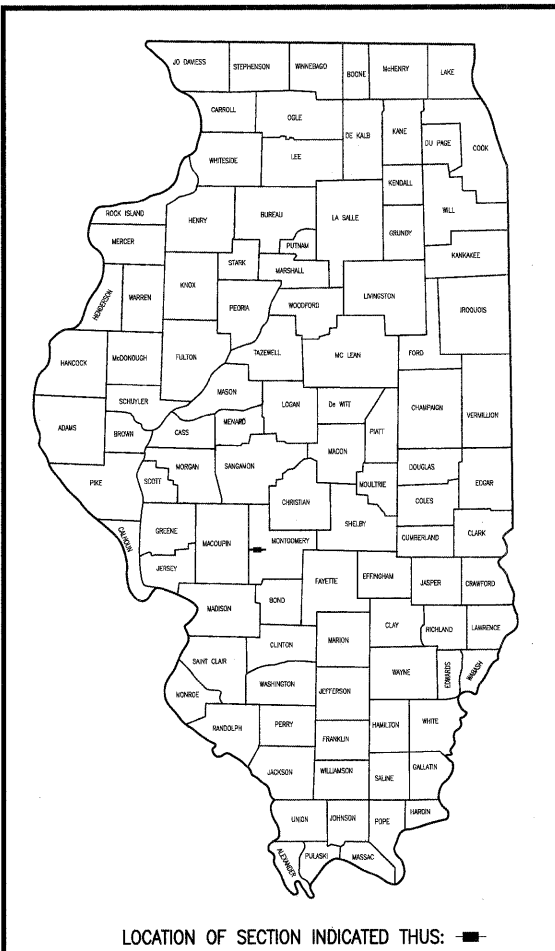 JO DAVIESS STEPHENSON WINNEBAGO BOONE McHENRY LAKE
CARROLL OGLE DE KALB KANE COOK
DU PAGE
WHITESIDE LEE
KENDALL
WILL
ROCK ISLAND HENRY BUREAU LA SALLE
GRUNDY
MERCER PUTNAM
KANKAKEE
STARK MARSHALL
HENDERSON WARREN KNOX PEORIA WOODFORD LIVINGSTON IROQUOIS
HANCOCK McDONOUGH FULTON TAZEWELL MC LEAN FORD
MASON
SCHUYLER LOGAN De WITT CHAMPAIGN VERMILLION
ADAMS BROWN CASS MENARD PIATT
MACON
PIKE SCOTT MORGAN SANGAMON MOULTRIE DOUGLAS EDGAR
CHRISTIAN COLES
SHELBY
CALHOUN GREENE MACOUPIN MONTGOMERY CUMBERLAND CLARK
JERSEY FAYETTE EFFINGHAM JASPER CRAWFORD
MADISON BOND
CLAY RICHLAND LAWRENCE
CLINTON MARION
SAINT CLAIR WAYNE EDWARDS WABASH
WASHINGTON JEFFERSON
MONROE
RANDOLPH PERRY HAMILTON WHITE
FRANKLIN
JACKSON WILLIAMSON SALINE GALLATIN
UNION JOHNSON POPE HARDIN
ALEXANDER PULASKI MASSAC
LOCATION OF SECTION INDICATED THUS: